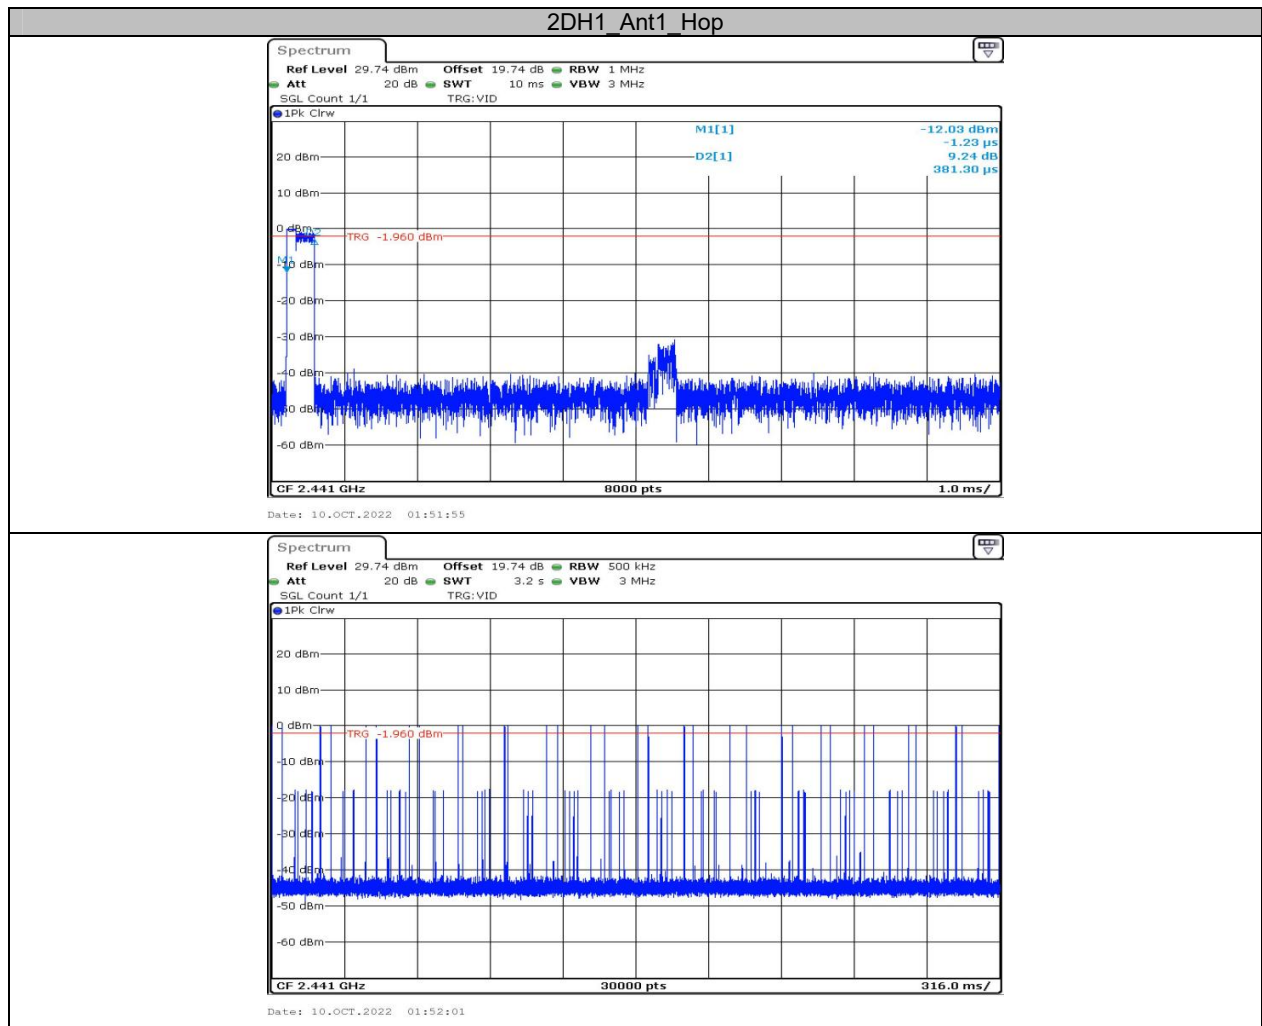 2DH1_Ant1_Hop
Spectrum
Ref Level 29.74 dBm Offset 19.74 dB RBW 1 MHz
Att 20 dB SWT 10 ms VBW 3 MHz
SGL Count 1/1 TRG:VID
1Pk Clrw
M1[1] -12.03 dBm
-1.23 µs
20 dBm D2[1] 9.24 dB
381.30 µs
10 dBm
0 dBm
TRG -1.960 dBm
M1
-10 dBm
-20 dBm
-30 dBm
-40 dBm
-50 dBm
-60 dBm
CF 2.441 GHz 8000 pts 1.0 ms/
Date: 10.OCT.2022 01:51:55
Spectrum
Ref Level 29.74 dBm Offset 19.74 dB RBW 500 kHz
Att 20 dB SWT 3.2 s VBW 3 MHz
SGL Count 1/1 TRG:VID
1Pk Clrw
20 dBm
10 dBm
0 dBm
TRG -1.960 dBm
-10 dBm
-20 dBm
-30 dBm
-40 dBm
-50 dBm
-60 dBm
CF 2.441 GHz 30000 pts 316.0 ms/
Date: 10.OCT.2022 01:52:01